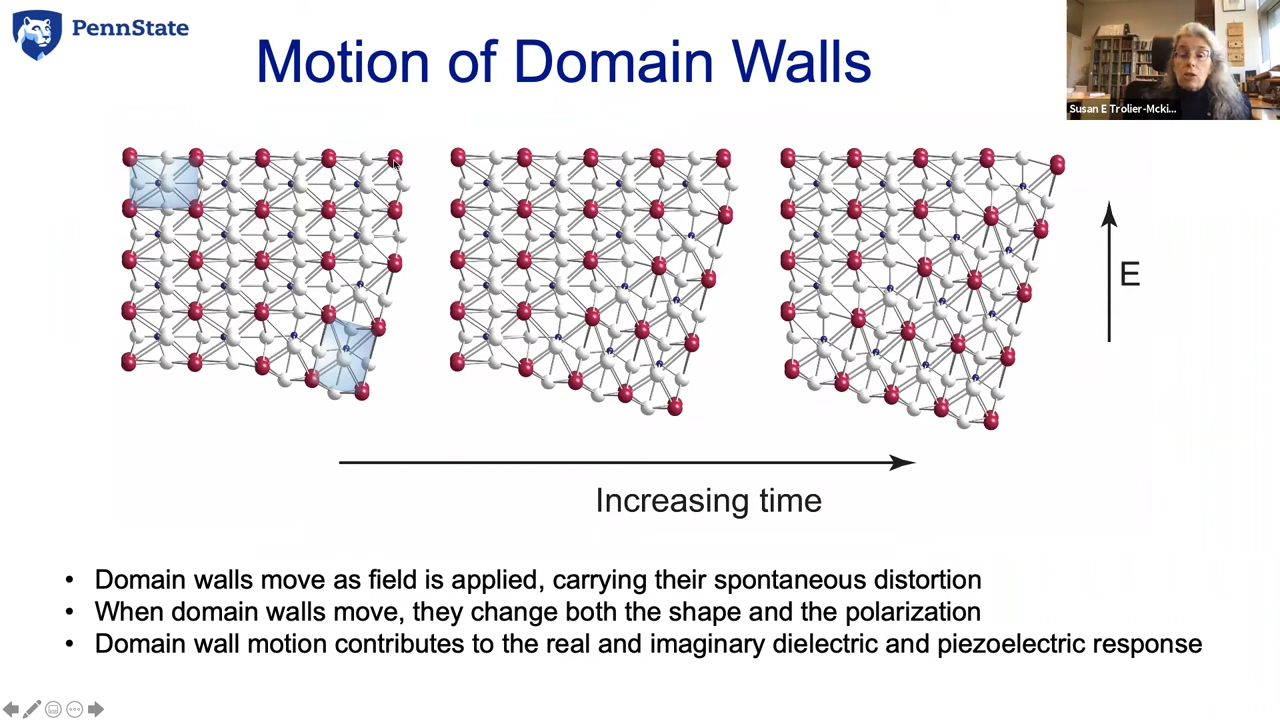 PennState
Motion of Domain Walls
Susan E Trolier-Mcki...
E
Increasing time
• Domain walls move as field is applied, carrying their spontaneous distortion
• When domain walls move, they change both the shape and the polarization
• Domain wall motion contributes to the real and imaginary dielectric and piezoelectric response